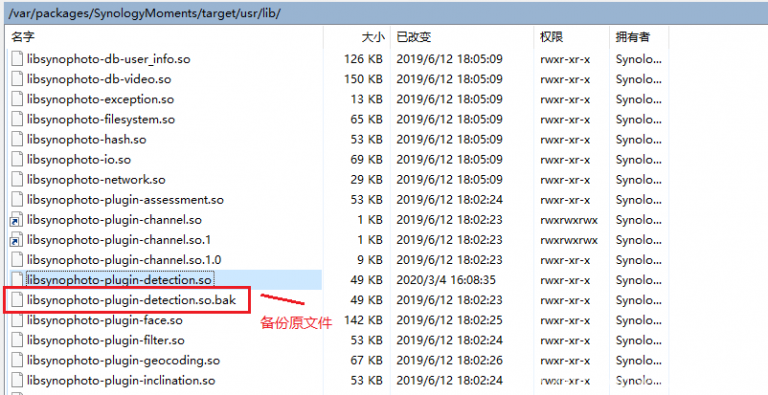 /var/packages/SynologyMoments/target/usr/lib/
名字 大小 已改变 权限 拥有者
libsynophoto-db-user_info.so 126 KB 2019/6/12 18:05:09 rwxr-xr-x Synolo...
libsynophoto-db-video.so 150 KB 2019/6/12 18:05:09 rwxr-xr-x Synolo...
libsynophoto-exception.so 13 KB 2019/6/12 18:05:09 rwxr-xr-x Synolo...
libsynophoto-filesystem.so 65 KB 2019/6/12 18:05:09 rwxr-xr-x Synolo...
libsynophoto-hash.so 53 KB 2019/6/12 18:05:09 rwxr-xr-x Synolo...
libsynophoto-io.so 69 KB 2019/6/12 18:05:09 rwxr-xr-x Synolo...
libsynophoto-network.so 29 KB 2019/6/12 18:05:09 rwxr-xr-x Synolo...
libsynophoto-plugin-assessment.so 53 KB 2019/6/12 18:02:24 rwxr-xr-x Synolo...
libsynophoto-plugin-channel.so 1 KB 2019/6/12 18:02:23 rwxrwxrwx Synolo...
libsynophoto-plugin-channel.so.1 1 KB 2019/6/12 18:02:23 rwxrwxrwx Synolo...
libsynophoto-plugin-channel.so.1.0 9 KB 2019/6/12 18:02:23 rwxr-xr-x Synolo...
libsynophoto-plugin-detection.so 49 KB 2020/3/4 16:08:35 rwxr-xr-x Synolo...
libsynophoto-plugin-detection.so.bak 49 KB 2019/6/12 18:02:23 rwxr-xr-x Synolo...
libsynophoto-plugin-face.so 142 KB 2019/6/12 18:02:25 rwxr-xr-x Synolo...
备份原文件
libsynophoto-plugin-filter.so 53 KB 2019/6/12 18:02:24 rwxr-xr-x Synolo...
libsynophoto-plugin-geocoding.so 67 KB 2019/6/12 18:02:26 rwxr-xr-x Synolo...
libsynophoto-plugin-inclination.so 53 KB 2019/6/12 18:02:24 rwxr-xr-x Synolo...